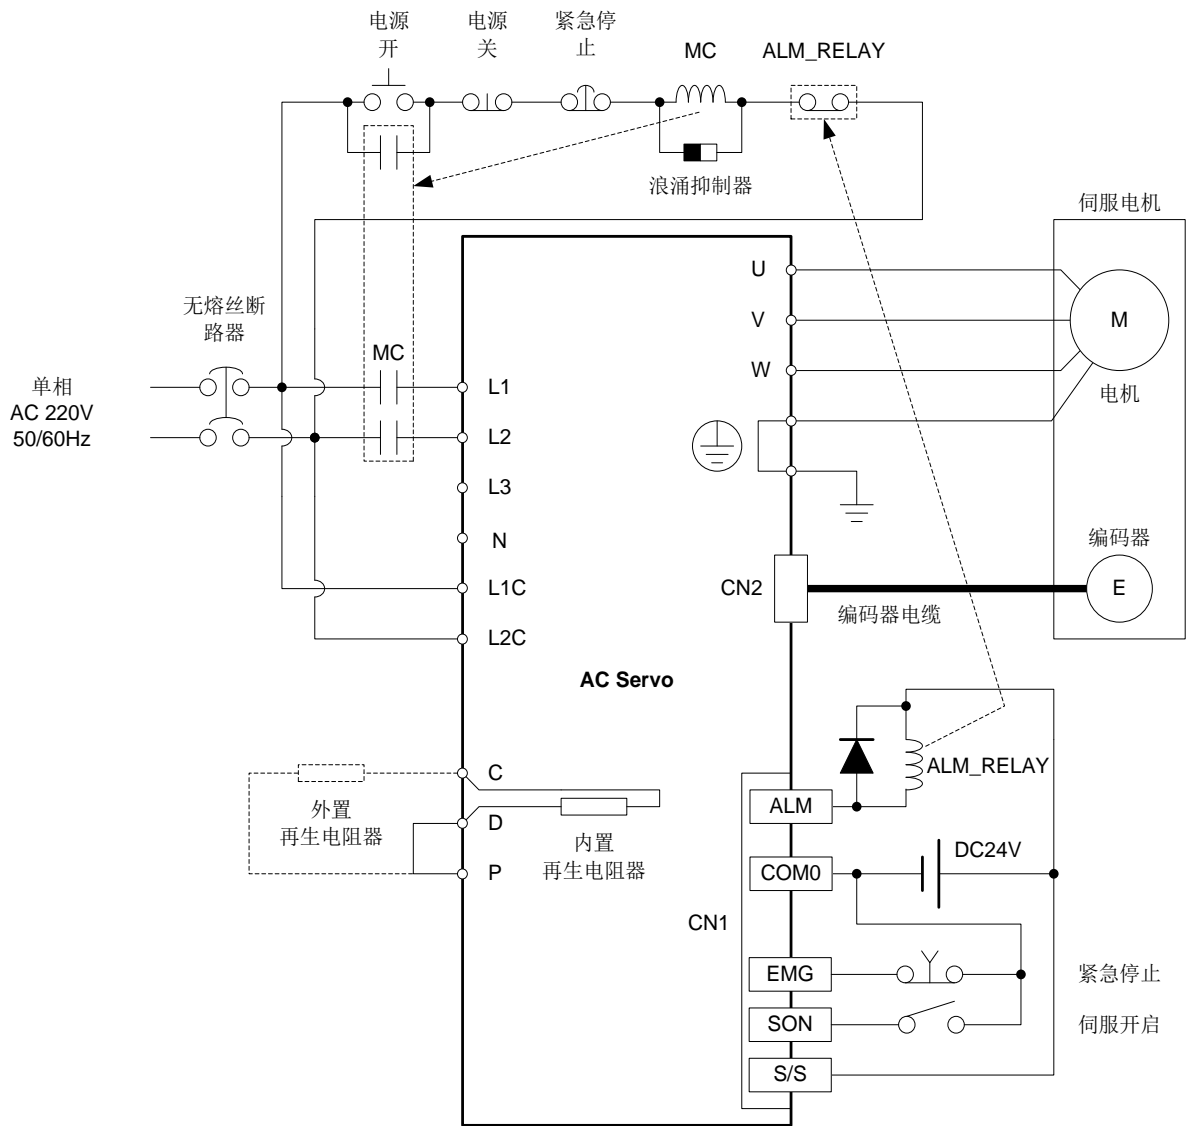 电源
开
电源
关
紧急停
止
MC
ALM_RELAY
浪涌抑制器
伺服电机
U
V
W
M
电机
无熔丝断
路器
MC
单相
AC 220V
50/60Hz
L1
L2
L3
N
L1C
L2C
CN2
编码器
E
编码器电缆
AC Servo
C
D
P
外置
再生电阻器
内置
再生电阻器
ALM_RELAY
ALM
DC24V
COM0
CN1
EMG
紧急停止
SON
伺服开启
S/S